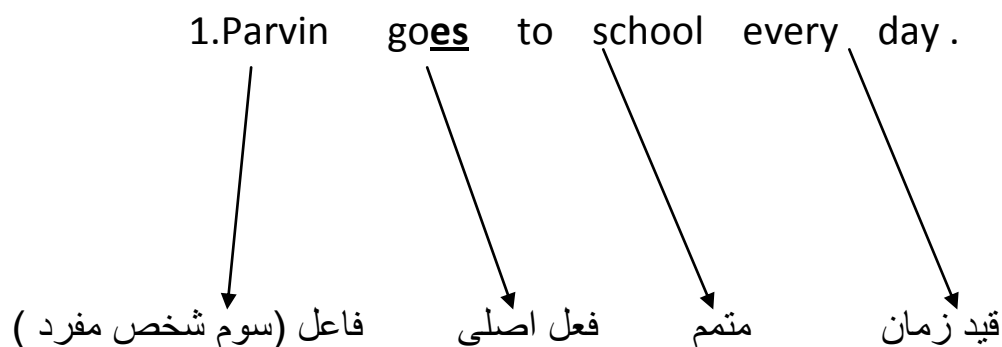 1.Parvin goes to school every day .
فاعل (سوم شخص مفرد ) فعل اصلی متمم قید زمان